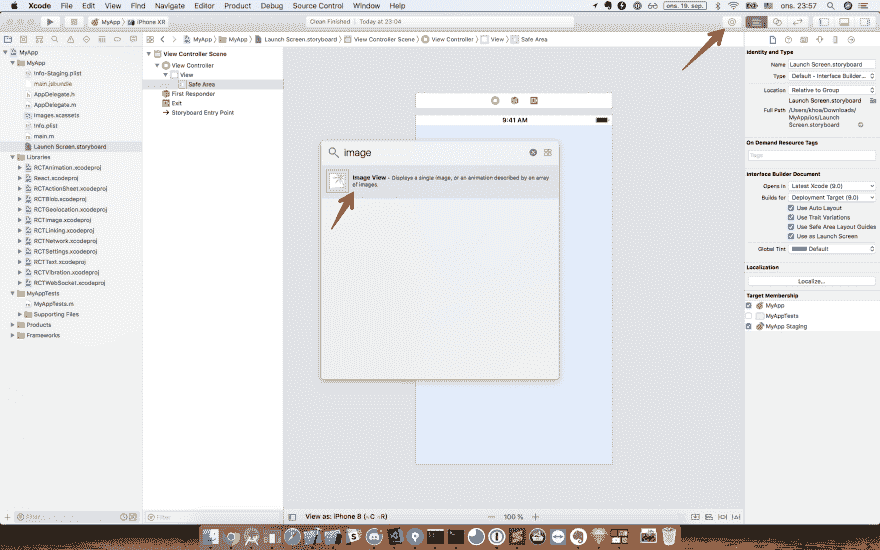 Xcode File Edit View Find Navigate Editor Product Debug Source Control Window Help
ons. 19. sep. ons. 23:57
MyApp iPhone XR
Clean Finished Today at 23:04
MyApp MyApp Launch Screen.storyboard View Controller Scene View Controller View Safe Area
MyApp
MyApp
Info-Staging.plist
main.jsbundle
AppDelegate.h
AppDelegate.m
Images.xcassets
Info.plist
main.m
Launch Screen.storyboard
Libraries
RCTAnimation.xcodeproj
React.xcodeproj
RCTActionSheet.xcodeproj
RCTBlob.xcodeproj
RCTGeolocation.xcodeproj
RCTImage.xcodeproj
RCTLinking.xcodeproj
RCTNetwork.xcodeproj
RCTSettings.xcodeproj
RCTText.xcodeproj
RCTVibration.xcodeproj
RCTWebSocket.xcodeproj
MyAppTests
MyAppTests.m
Supporting Files
Products
Frameworks
Filter
View Controller Scene
View Controller
View
Safe Area
First Responder
Exit
Storyboard Entry Point
Filter
9:41 AM
image
Image View - Displays a single image, or an animation described by an array
of images.
View as: iPhone 8 (wC hR)
100 %
Identity and Type
Name Launch Screen.storyboard
Type Default - Interface Builder...
Location Relative to Group
Launch Screen.storyboard
Full Path /Users/khoa/Downloads/
MyApp/ios/Launch
Screen.storyboard
On Demand Resource Tags
Tags
Interface Builder Document
Opens in Latest Xcode (9.0)
Builds for Deployment Target (9.0)
Use Auto Layout
Use Trait Variations
Use Safe Area Layout Guides
Use as Launch Screen
Global Tint Default
Localization
Localize...
Target Membership
MyApp
MyAppTests
MyApp Staging